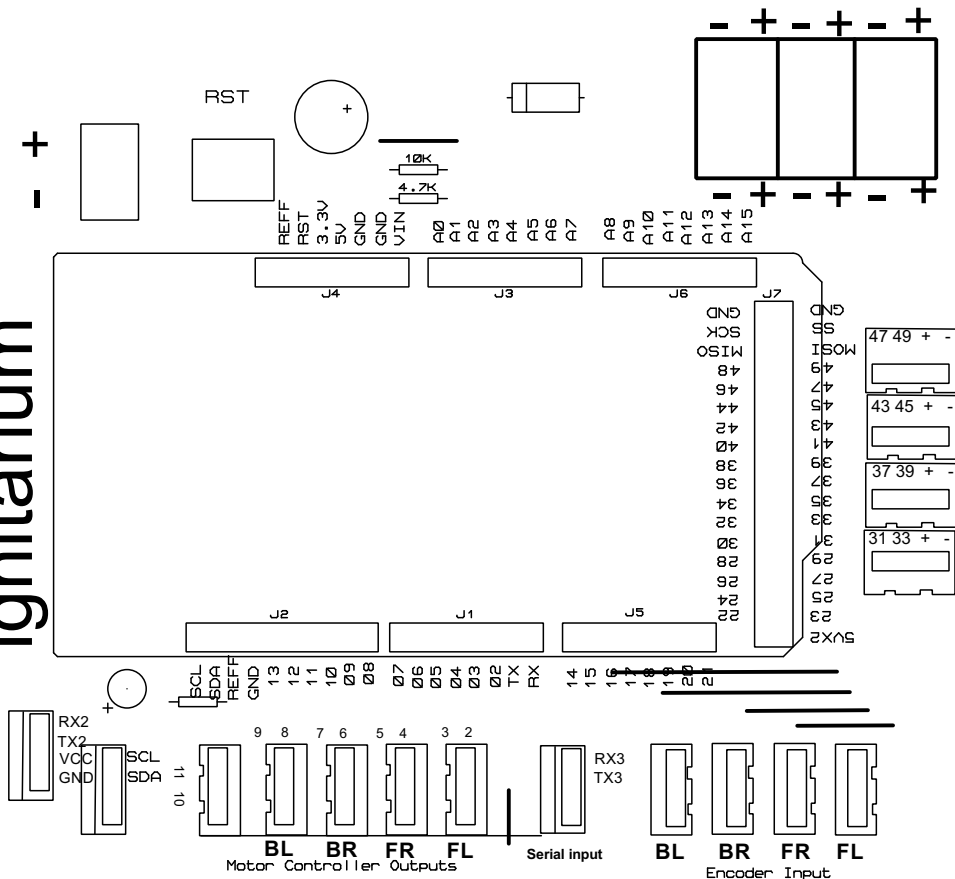 - + - + - +
RST
+
+
-
10K
4.7K
- + - + - +
REFF
RST
3.3V
5V
GND
GND
VIN
A0
A1
A2
A3
A4
A5
A6
A7
A8
A9
A10
A11
A12
A13
A14
A15
J4
J3
J6
J7
GND
SCK
MISO
48
46
44
42
40
38
36
34
32
30
28
26
24
22
GND
SS
MOSI
49
47
45
43
41
39
37
35
33
31
29
27
25
23
5VX2
47 49 + -
43 45 + -
37 39 + -
31 33 + -
Ignitarium
J2
J1
J5
SCL
SDA
REFF
GND
13
12
11
10
09
08
07
06
05
04
03
02
TX
RX
14
15
16
17
18
19
20
21
+
RX2
TX2
VCC
GND
SCL
SDA
11
10
9 8 7 6 5 4 3 2
RX3
TX3
BL BR FR FL
Motor Controller Outputs
Serial input
BL BR FR FL
Encoder Input